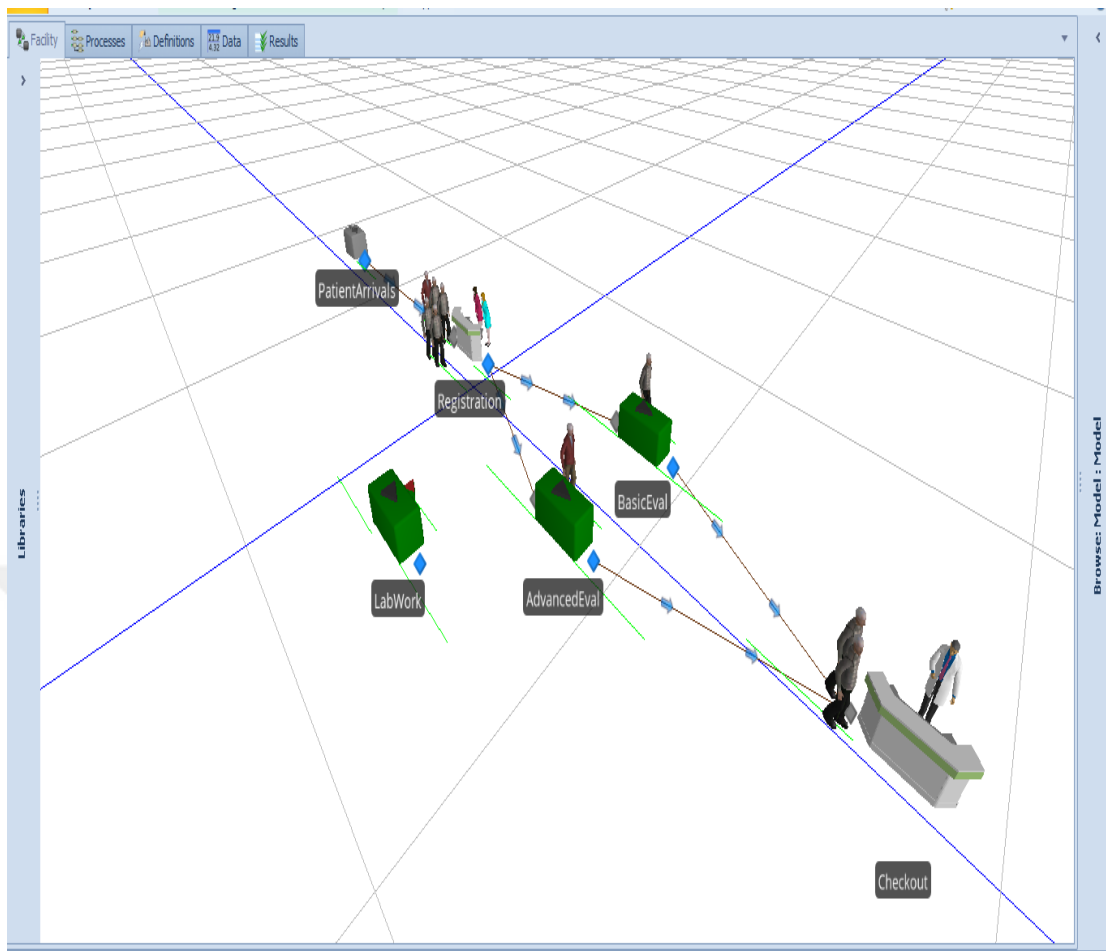 Facility
Processes
Definitions
Data
Results
Libraries
Browse: Model : Model
PatientArrivals
Registration
BasicEval
LabWork
AdvancedEval
Checkout